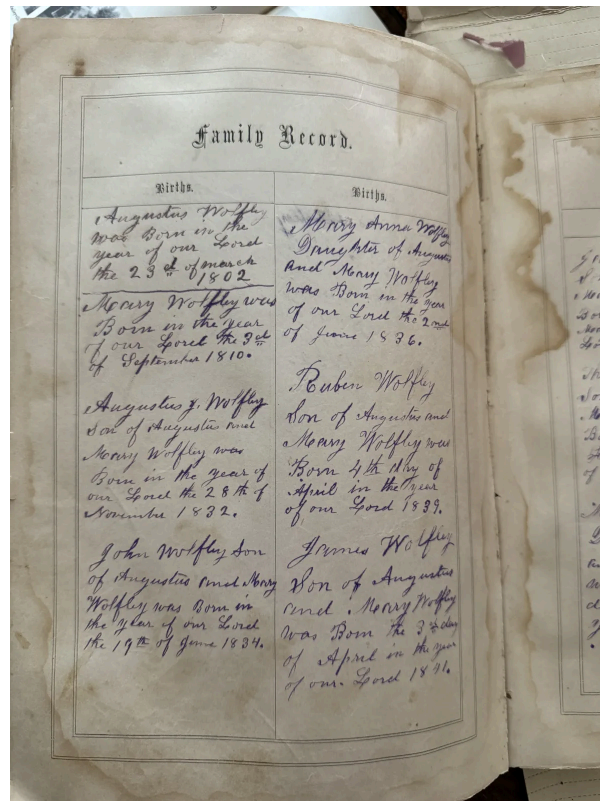 Family Record.
Births.
Augustus Wolfley
was Born in the
year of our Lord
the 23d of march
1802
Mary Wolfley was
Born in the year
of our Lord the 3d
of September 1810.
Augustus y. Wolfley
Son of Augustus and
Mary Wolfley was
Born in the year of
our Lord the 28th of
November 1832.
John Wolfley Son
of Augustus and Mary
Wolfley was Born in
the year of our Lord
the 19th of June 1834.
Births.
Mary Anna Wolfley
Daughter of Augustus
and Mary Wolfley
was Born in the year
of our Lord the 2nd
of June 1836.
Ruben Wolfley
Son of Augustus and
Mary Wolfley was
Born 4th day of
April in the year
of our Lord 1839.
James Wolfley
Son of Augustus
and Mary Wolfley
was Born the 3rd day
of April in the year
of our Lord 1841.